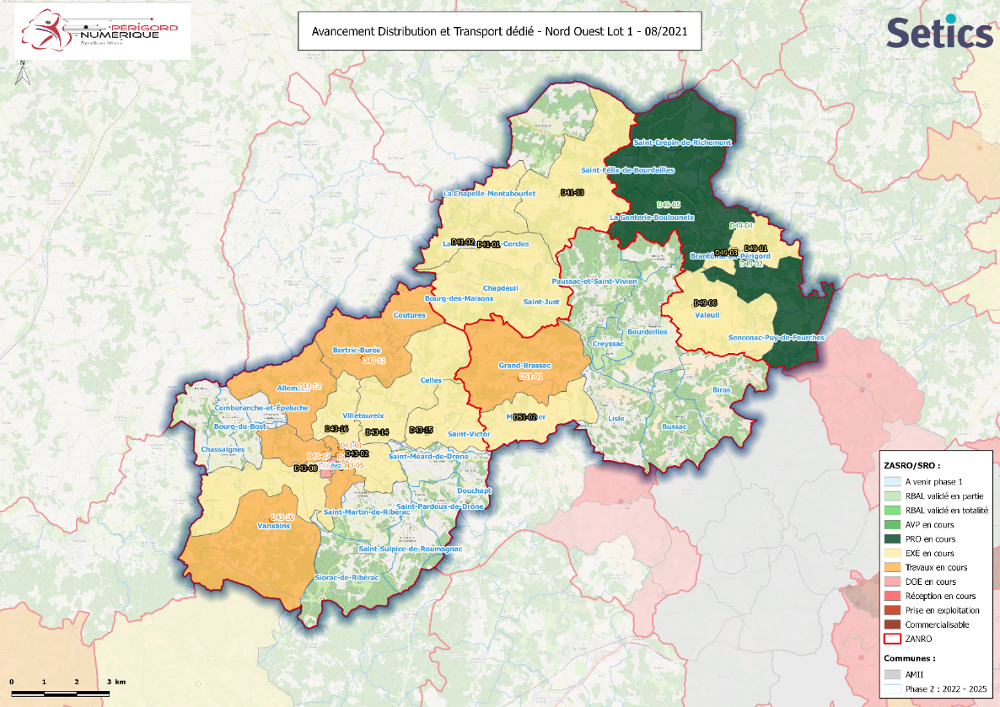 PÉRIGORD
NUMÉRIQUE
Syndicat Mixte
Avancement Distribution et Transport dédié - Nord Ouest Lot 1 - 08/2021
Setics
N
Saint-Crépin-de-Richemont
Saint-Félix-de-Bourdeilles
La Chapelle-Montabourlet
D41-03
D49-05
La Gonterie-Boulouneix
D49-04
D41-02
D41-01
Cercles
D49-03
D49-01
Brantôme en Périgord
D49-02
Paussac-et-Saint-Vivien
Chapdeuil
Bourg-des-Maisons
Saint-Just
D49-06
Valeuil
Coutures
Bourdeilles
Sencenac-Puy-de-Fourches
Creyssac
Bertric-Burée
D43-11
Grand-Brassac
D51-01
Celles
D43-12
Biras
Comberanche-et-Épeluche
Villetoureix
D51-02
Lisle
Bourg-du-Bost
D43-16
D43-14
D43-15
Saint-Victor
Bussac
Chassaignes
D43-01
D43-07
D43-02
Saint-Méard-de-Drône
D43-08
D43-05
Douchapt
Saint-Pardoux-de-Drône
Saint-Martin-de-Ribérac
D43-10
Vanxains
Saint-Sulpice-de-Roumagnac
Siorac-de-Ribérac
ZASRO/SRO :
A venir phase 1
RBAL validé en partie
RBAL validé en totalité
AVP en cours
PRO en cours
EXE en cours
Travaux en cours
DOE en cours
Réception en cours
Prise en exploitation
Commercialisable
ZANRO
Communes :
AMII
Phase 2 : 2022 - 2025
0 1 2 3 km